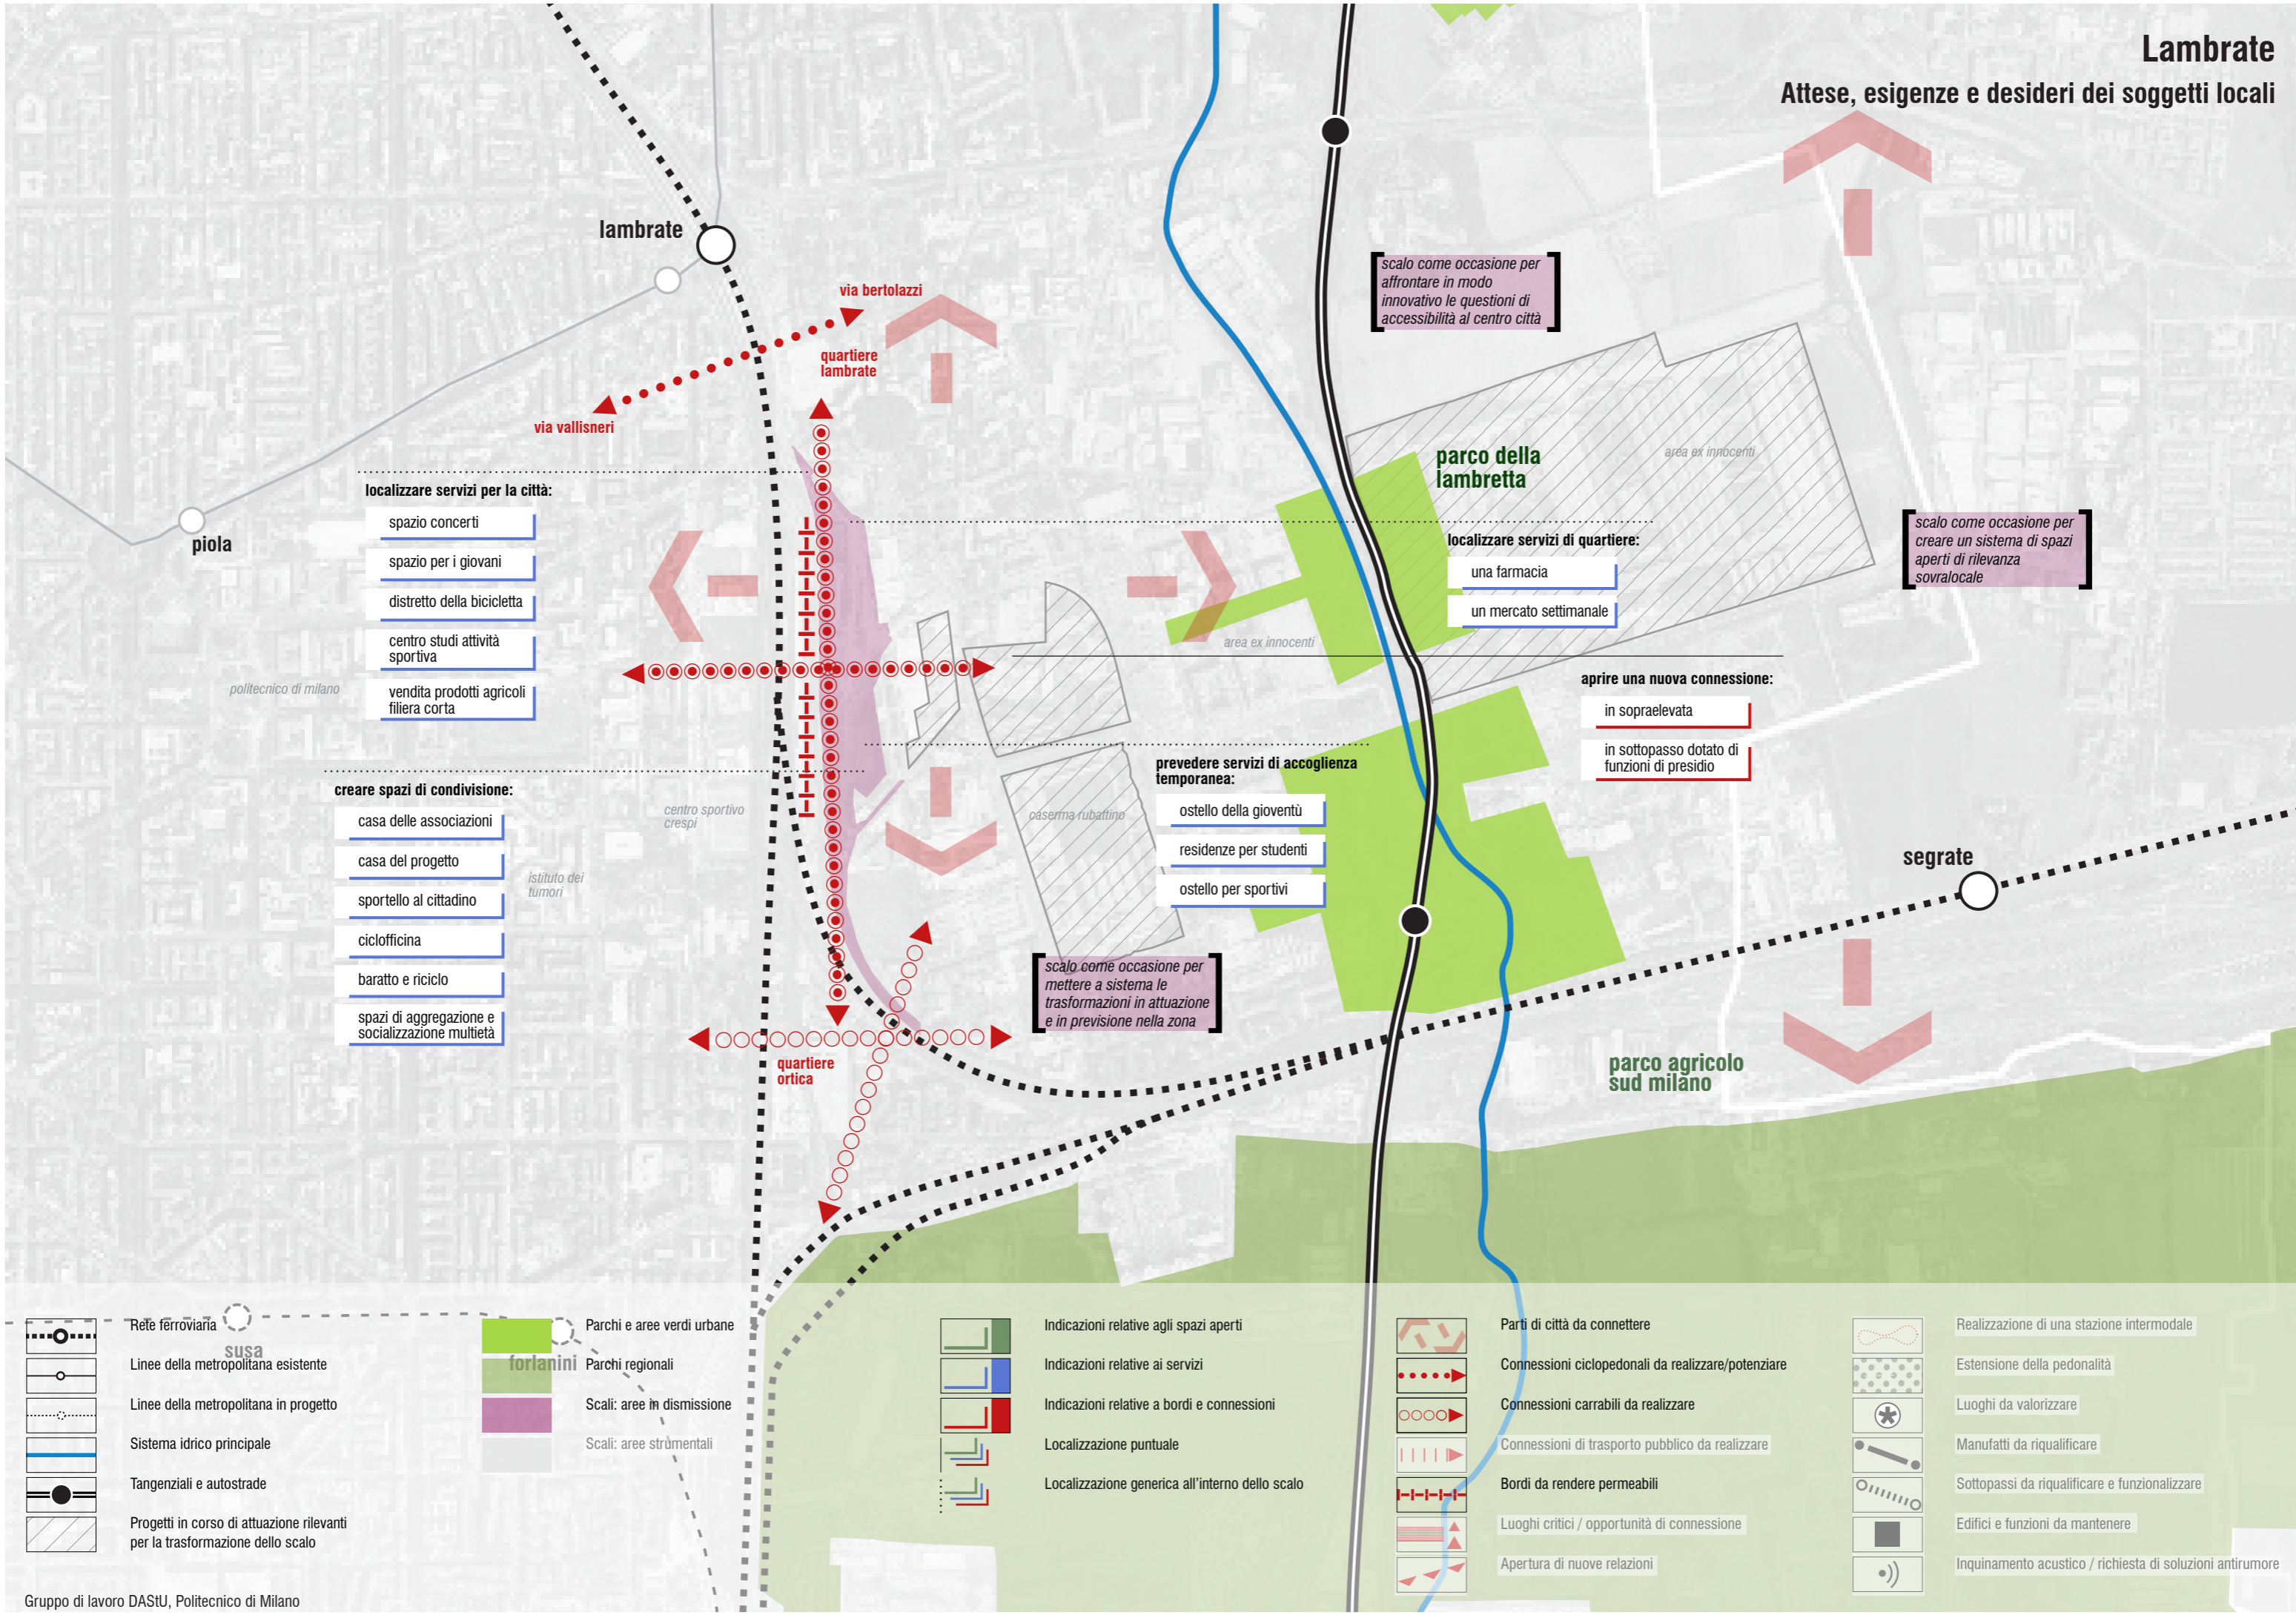 Lambrate
Attese, esigenze e desideri dei soggetti locali
lambrate
via bertolazzi
quartiere
lambrate
via vallisneri
piola
scalo come occasione per
affrontare in modo
innovativo le questioni di
accessibilità al centro città
parco della
lambretta
area ex innocenti
scalo come occasione per
creare un sistema di spazi
aperti di rilevanza
sovralocale
localizzare servizi per la città:
spazio concerti
spazio per i giovani
distretto della bicicletta
centro studi attività
sportiva
vendita prodotti agricoli
filiera corta
politecnico di milano
localizzare servizi di quartiere:
una farmacia
un mercato settimanale
area ex innocenti
aprire una nuova connessione:
in sopraelevata
in sottopasso dotato di
funzioni di presidio
creare spazi di condivisione:
casa delle associazioni
casa del progetto
sportello al cittadino
ciclofficina
baratto e riciclo
spazi di aggregazione e
socializzazione multietà
centro sportivo
crespi
istituto dei
tumori
caserma rubattino
prevedere servizi di accoglienza
temporanea:
ostello della gioventù
residenze per studenti
ostello per sportivi
segrate
scalo come occasione per
mettere a sistema le
trasformazioni in attuazione
e in previsione nella zona
quartiere
ortica
parco agricolo
sud milano
susa
forlanini
Rete ferroviaria
Linee della metropolitana esistente
Linee della metropolitana in progetto
Sistema idrico principale
Tangenziali e autostrade
Progetti in corso di attuazione rilevanti
per la trasformazione dello scalo
Parchi e aree verdi urbane
Parchi regionali
Scali: aree in dismissione
Scali: aree strumentali
Indicazioni relative agli spazi aperti
Indicazioni relative ai servizi
Indicazioni relative a bordi e connessioni
Localizzazione puntuale
Localizzazione generica all'interno dello scalo
Parti di città da connettere
Connessioni ciclopedonali da realizzare/potenziare
Connessioni carrabili da realizzare
Connessioni di trasporto pubblico da realizzare
Bordi da rendere permeabili
Luoghi critici / opportunità di connessione
Apertura di nuove relazioni
Realizzazione di una stazione intermodale
Estensione della pedonalità
Luoghi da valorizzare
Manufatti da riqualificare
Sottopassi da riqualificare e funzionalizzare
Edifici e funzioni da mantenere
Inquinamento acustico / richiesta di soluzioni antirumore
Gruppo di lavoro DAStU, Politecnico di Milano